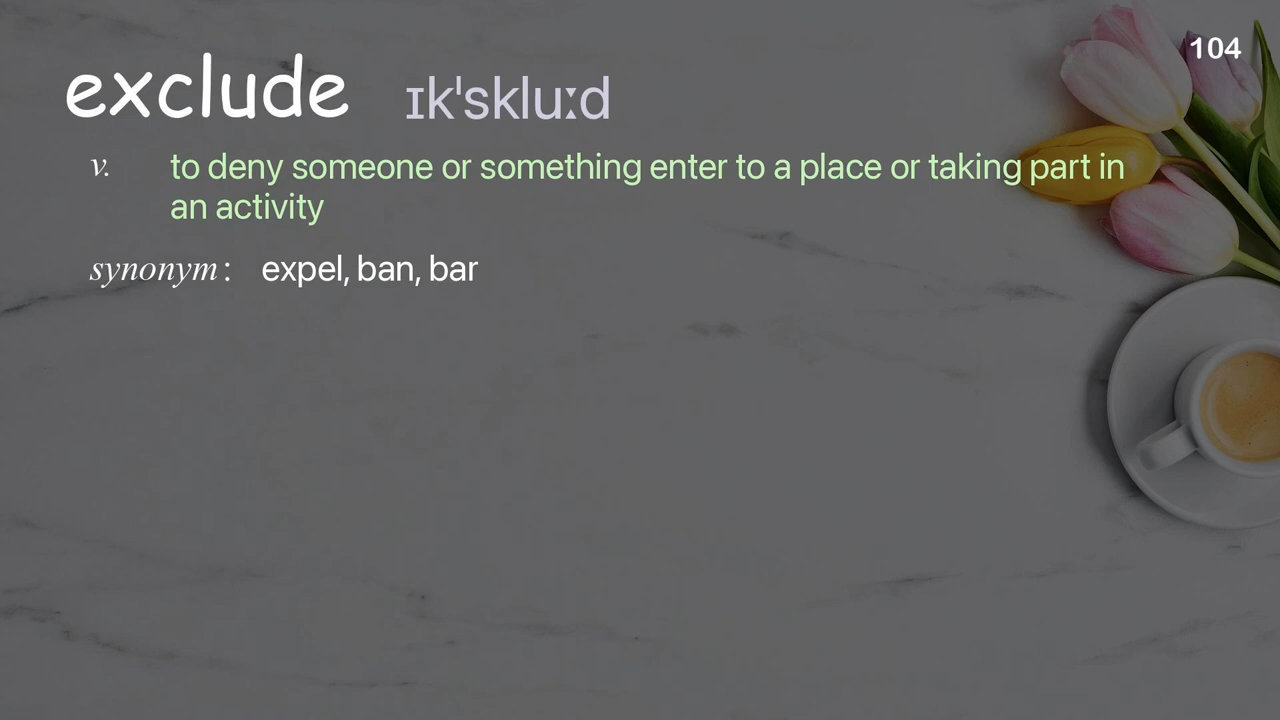 104
exclude ɪkˈskluːd
v. to deny someone or something enter to a place or taking part in
an activity
synonym: expel, ban, bar